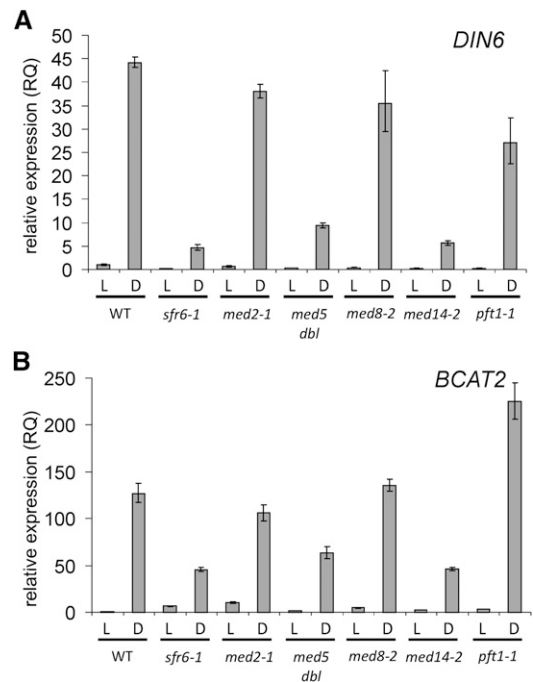 A
DIN6
relative expression (RQ)
50
45
40
35
30
25
20
15
10
5
0
L D L D L D L D L D L D L D
WT sfr6-1 med2-1 med5 med8-2 med14-2 pft1-1
dbl
B
BCAT2
relative expression (RQ)
250
200
150
100
50
0
L D L D L D L D L D L D L D
WT sfr6-1 med2-1 med5 med8-2 med14-2 pft1-1
dbl